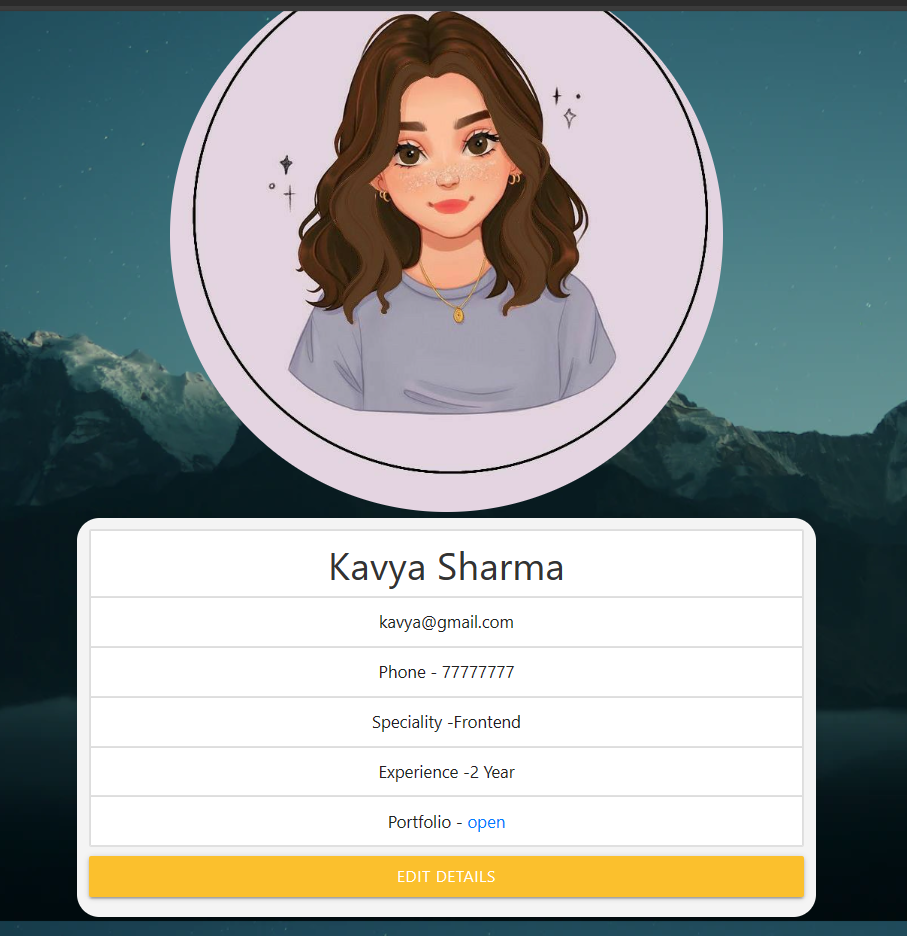 Kavya Sharma
kavya@gmail.com
Phone - 77777777
Speciality -Frontend
Experience -2 Year
Portfolio - open
EDIT DETAILS